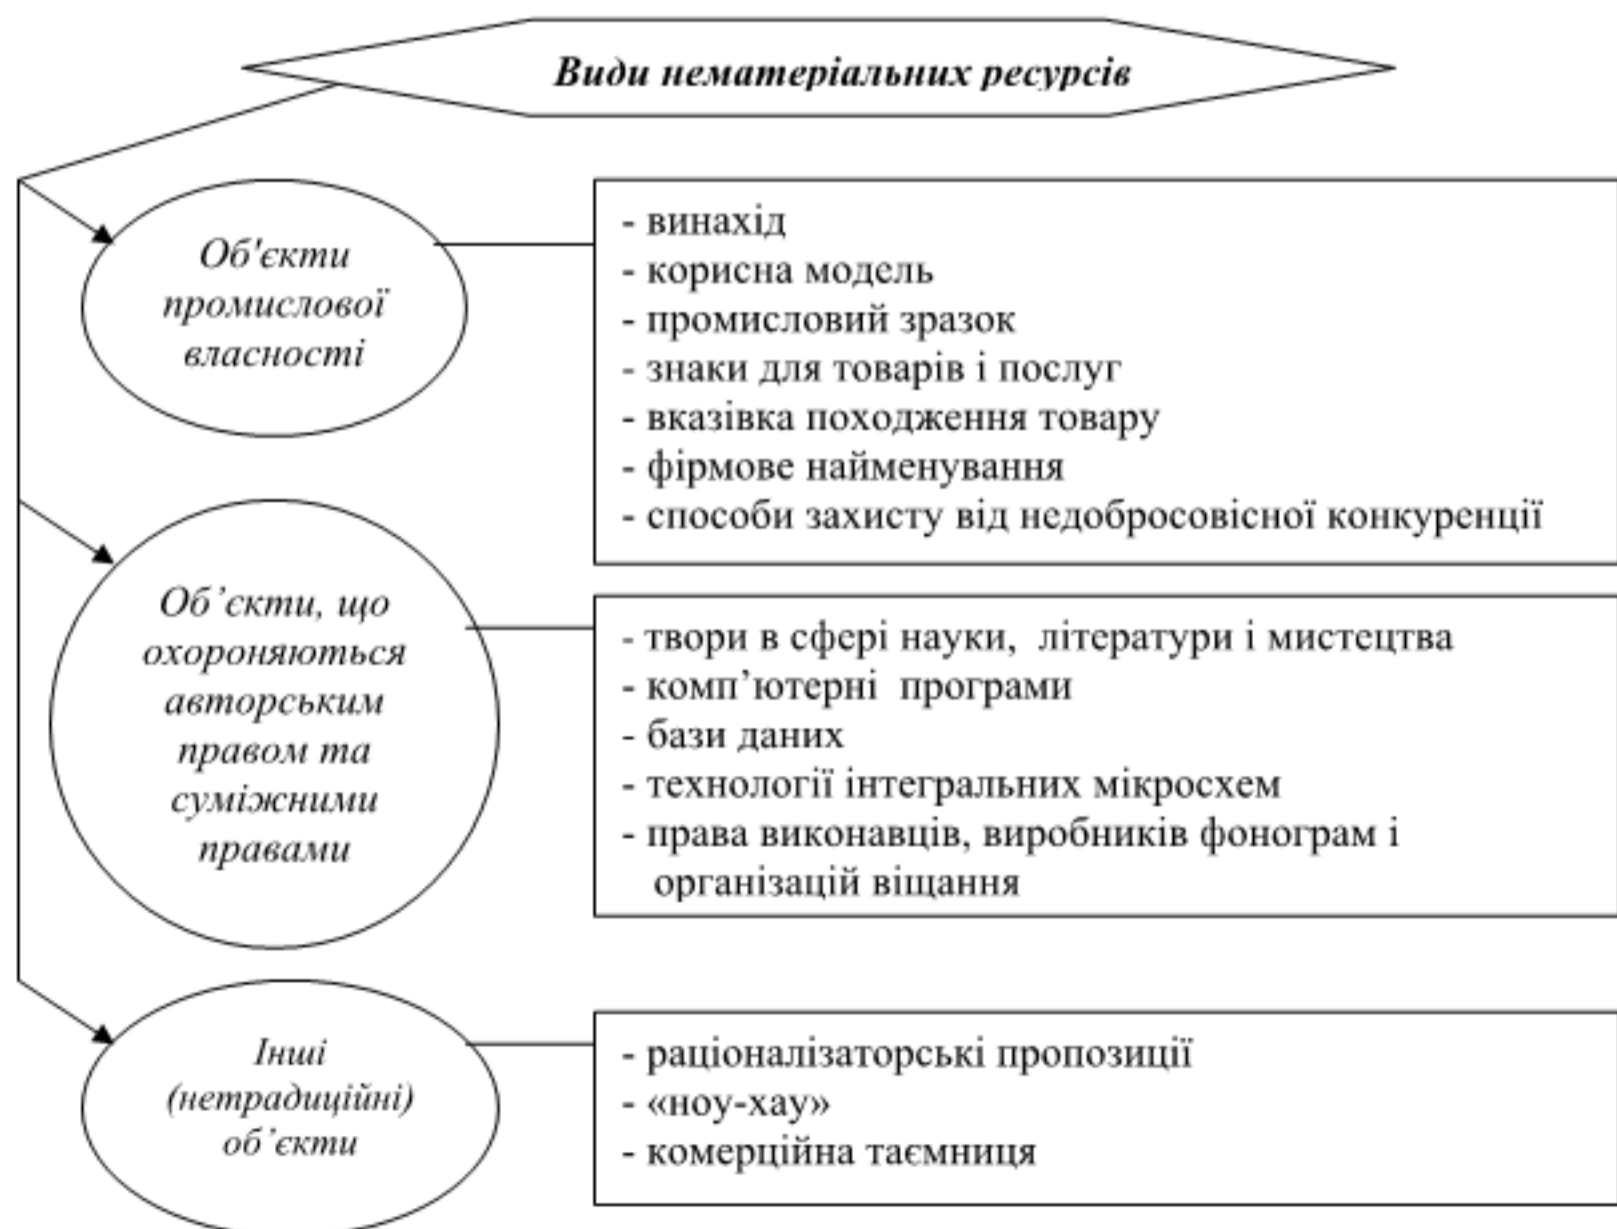 Види нематеріальних ресурсів
Об'єкти
промислової
власності
- винахід
- корисна модель
- промисловий зразок
- знаки для товарів і послуг
- вказівка походження товару
- фірмове найменування
- способи захисту від недобросовісної конкуренції
Об’єкти, що
охороняються
авторським
правом та
суміжними
правами
- твори в сфері науки,  літератури і мистецтва
- комп’ютерні  програми
- бази даних
- технології інтегральних мікросхем
- права виконавців, виробників фонограм і
організацій віщання
Інші
(нетрадиційні)
об’єкти
- раціоналізаторські пропозиції
- «ноу-хау»
- комерційна таємниця